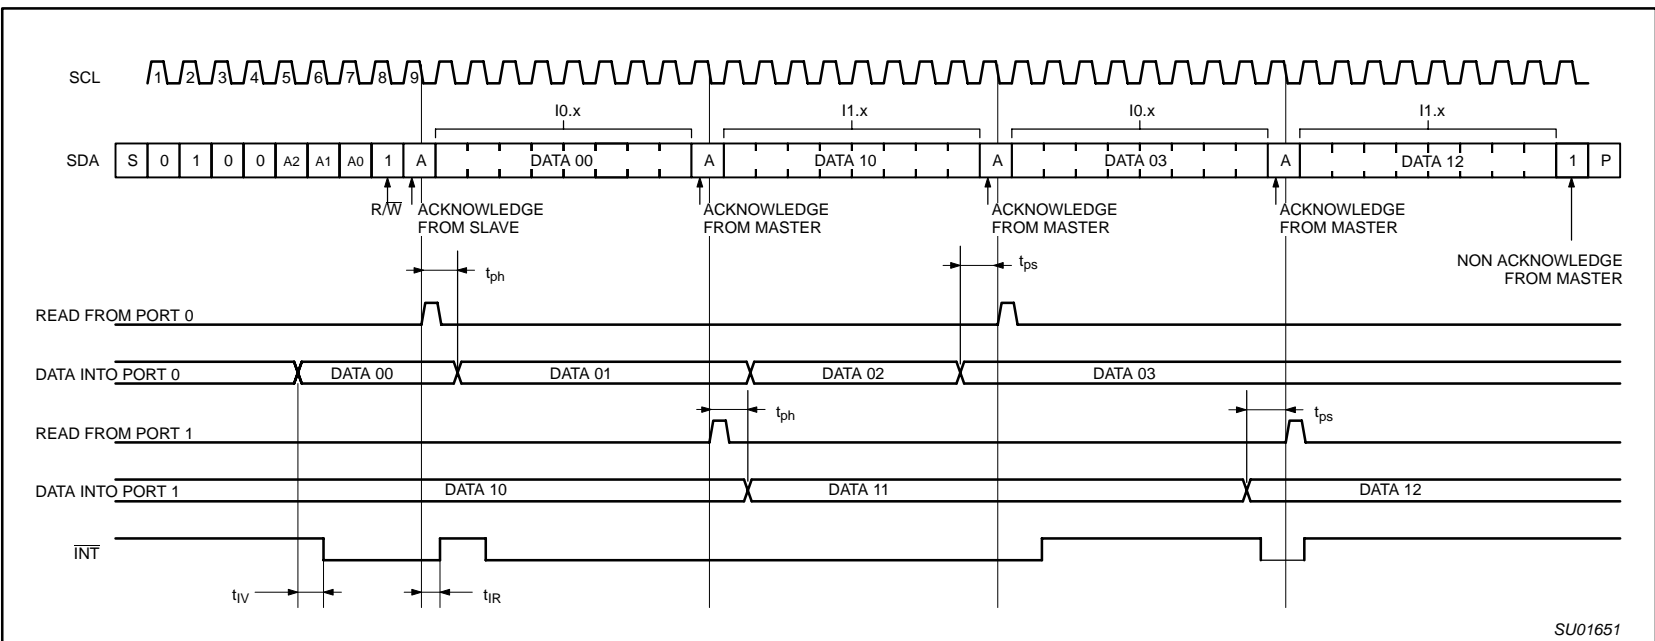 SCL 1 2 3 4 5 6 7 8 9
I0.x I1.x I0.x I1.x
SDA S 0 1 0 0 A2 A1 A0 1 A DATA 00 A DATA 10 A DATA 03 A DATA 12 1 P
R/W̅ ACKNOWLEDGE ACKNOWLEDGE ACKNOWLEDGE ACKNOWLEDGE
FROM SLAVE FROM MASTER FROM MASTER FROM MASTER
NON ACKNOWLEDGE
FROM MASTER
tph tps
READ FROM PORT 0
DATA INTO PORT 0 DATA 00 DATA 01 DATA 02 DATA 03
tph tps
READ FROM PORT 1
DATA INTO PORT 1 DATA 10 DATA 11 DATA 12
I̅N̅T̅
tIV tIR
SU01651